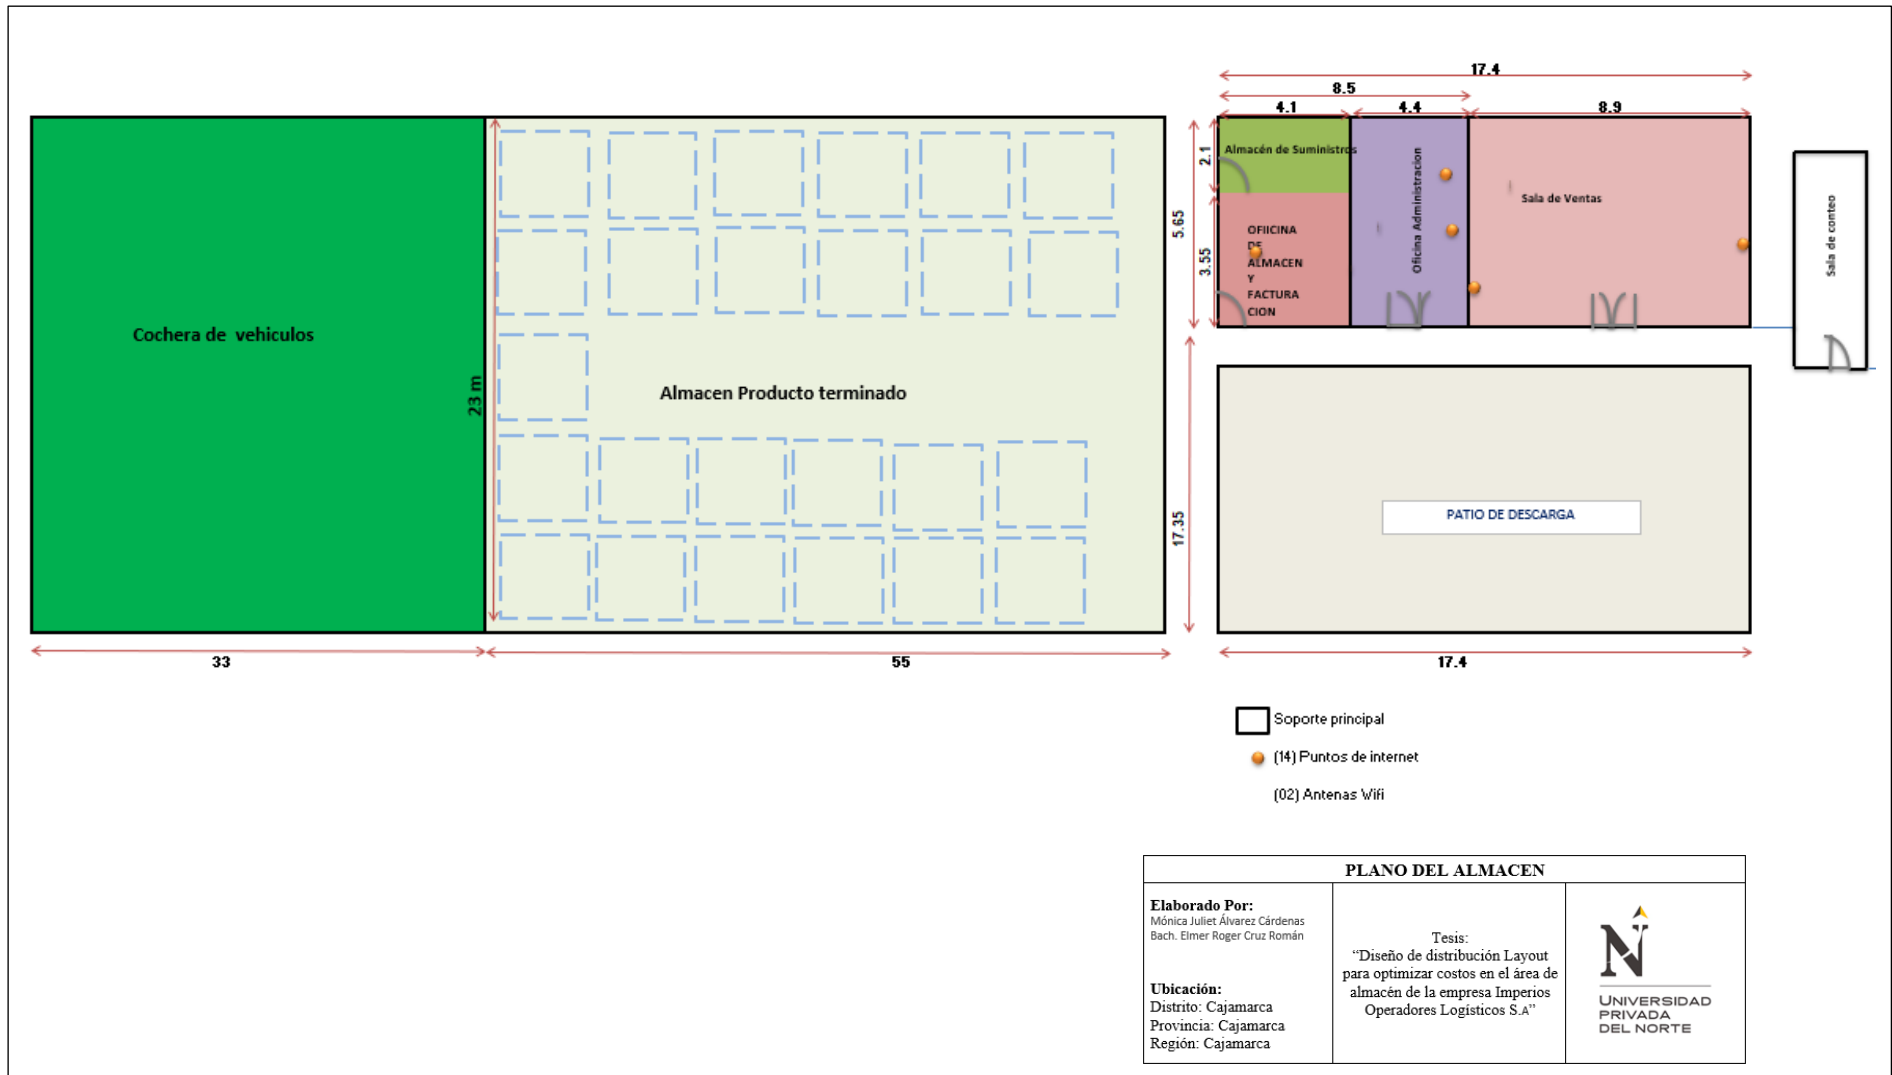 17.4
8.5
4.1
4.4
8.9
Almacén de Suministros
2.1
5.65
3.55
OFIICINA
DE
ALMACEN
Y
FACTURA
CION
Oficina Administracion
Sala de Ventas
Sala de conteo
Cochera de vehiculos
23 m
Almacen Producto terminado
17.35
PATIO DE DESCARGA
33
55
17.4
Soporte principal
(14) Puntos de internet
(02) Antenas Wifi
PLANO DEL ALMACEN
Elaborado Por:
Mónica Juliet Álvarez Cárdenas
Bach. Elmer Roger Cruz Román
Ubicación:
Distrito: Cajamarca
Provincia: Cajamarca
Región: Cajamarca
Tesis:
“Diseño de distribución Layout
para optimizar costos en el área de
almacén de la empresa Imperios
Operadores Logísticos S.A”
N
UNIVERSIDAD
PRIVADA
DEL NORTE